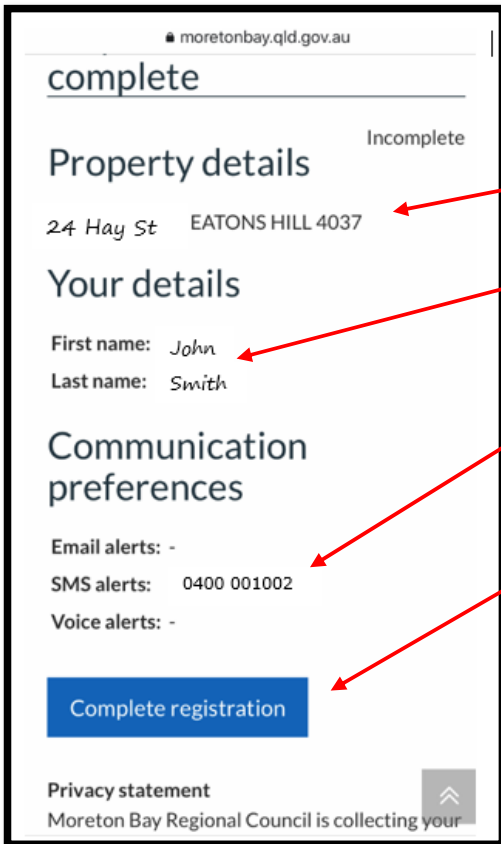 moretonbay.qld.gov.au
complete
Incomplete
Property details
24 Hay St EATONS HILL 4037
Your details
First name: John
Last name: Smith
Communication
preferences
Email alerts: -
SMS alerts: 0400 001002
Voice alerts: -
Complete registration
Privacy statement
Moreton Bay Regional Council is collecting your